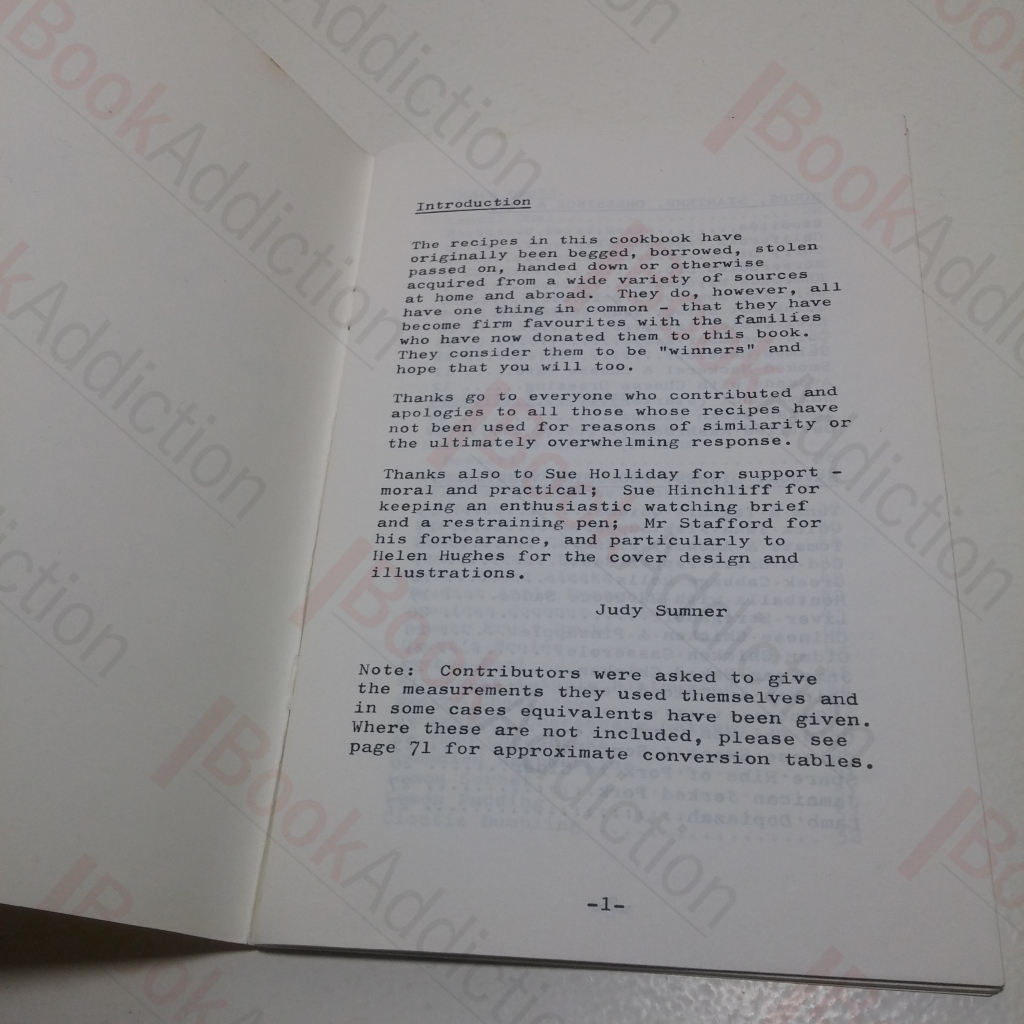 Introduction
The recipes in this cookbook have
originally been begged, borrowed, stolen
passed on, handed down or otherwise
acquired from a wide variety of sources
at home and abroad. They do, however, all
have one thing in common - that they have
become firm favourites with the families
who have now donated them to this book.
They consider them to be "winners" and
hope that you will too.
Thanks go to everyone who contributed and
apologies to all those whose recipes have
not been used for reasons of similarity or
the ultimately overwhelming response.
Thanks also to Sue Holliday for support -
moral and practical; Sue Hinchliff for
keeping an enthusiastic watching brief
and a restraining pen; Mr Stafford for
his forbearance, and particularly to
Helen Hughes for the cover design and
illustrations.
Judy Sumner
Note: Contributors were asked to give
the measurements they used themselves and
in some cases equivalents have been given.
Where these are not included, please see
page 71 for approximate conversion tables.
-1-
BookAddiction
BookAddiction
BookAddiction
BookAddiction
BookAddiction
BookAddiction